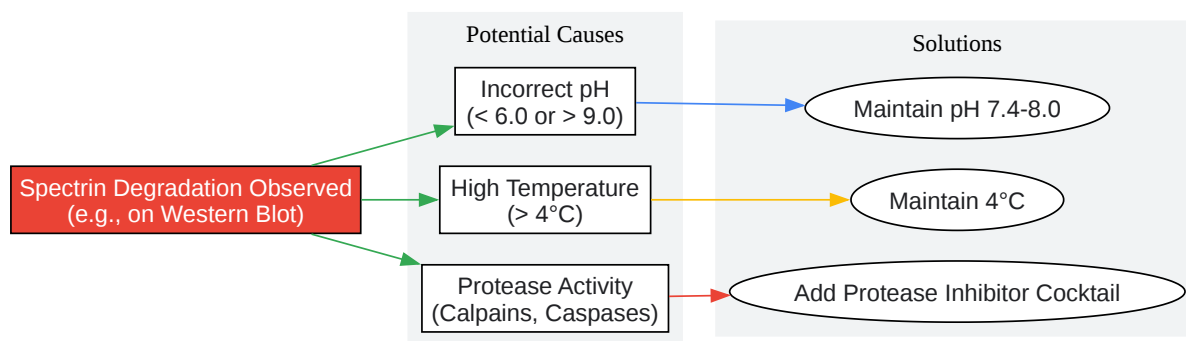 Potential Causes
Solutions
Incorrect pH
(< 6.0 or > 9.0)
Maintain pH 7.4-8.0
Spectrin Degradation Observed
(e.g., on Western Blot)
High Temperature
(> 4°C)
Maintain 4°C
Protease Activity
(Calpains, Caspases)
Add Protease Inhibitor Cocktail